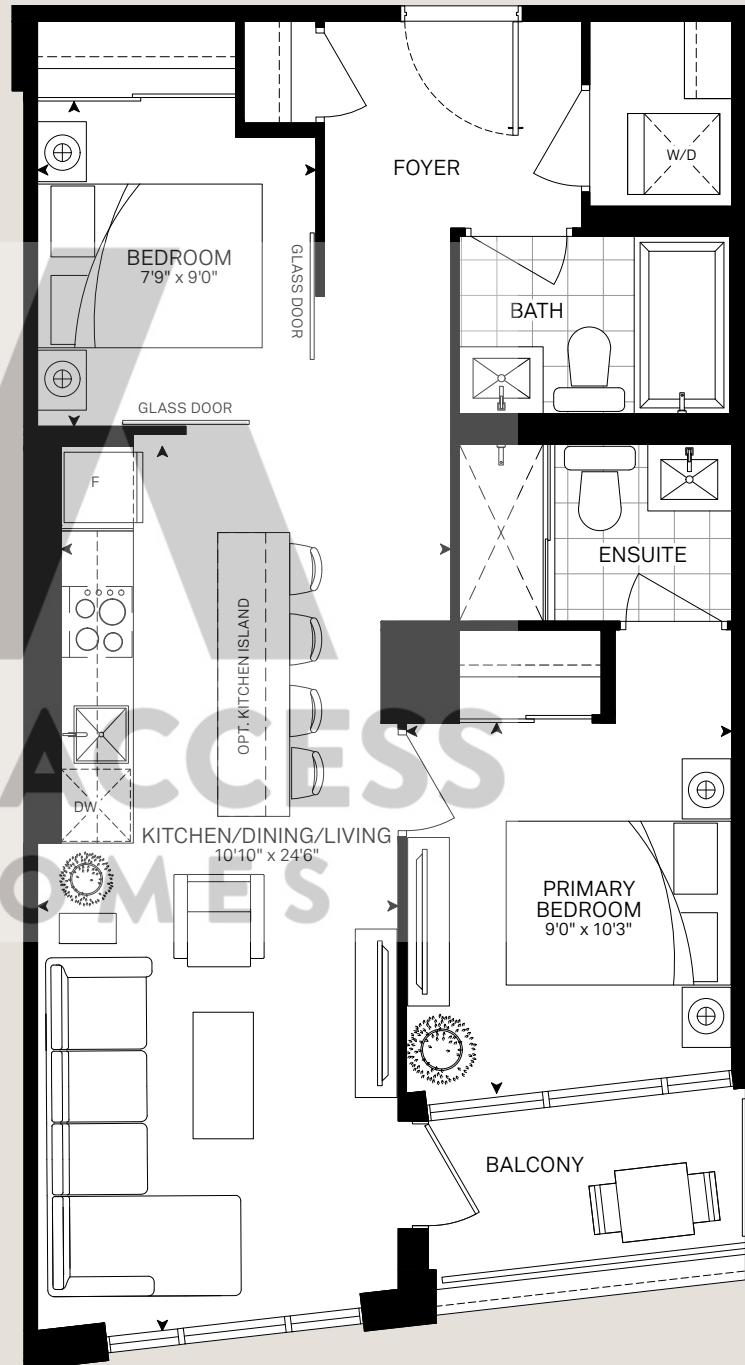 FOYER
W/D
BEDROOM
7'9" x 9'0"
GLASS DOOR
BATH
GLASS DOOR
F
ENSUITE
OPT. KITCHEN ISLAND
ACCESS
DW
KITCHEN/DINING/LIVING
10'10" x 24'6"
OMES
PRIMARY
BEDROOM
9'0" x 10'3"
BALCONY